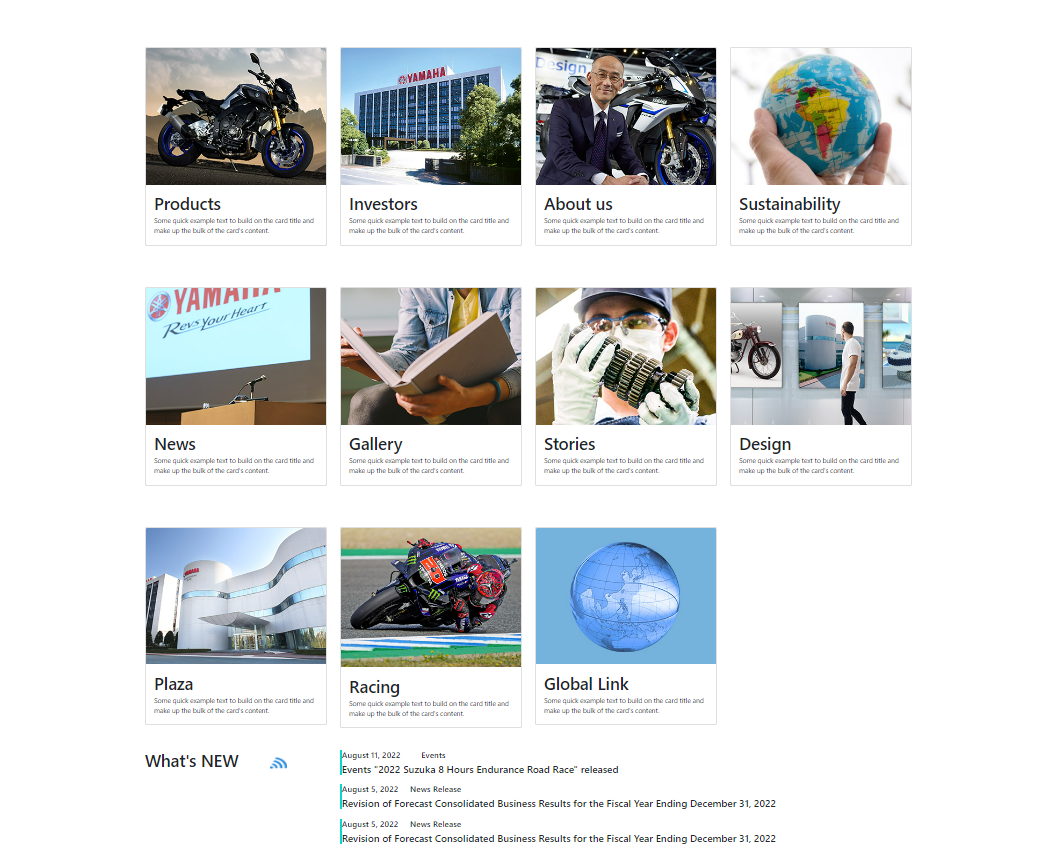 YAMAHA
Design
Products
Some quick example text to build on the card title and
make up the bulk of the card's content.
Investors
Some quick example text to build on the card title and
make up the bulk of the card's content.
About us
Some quick example text to build on the card title and
make up the bulk of the card's content.
Sustainability
Some quick example text to build on the card title and
make up the bulk of the card's content.
YAMAHA
Revs Your Heart
News
Some quick example text to build on the card title and
make up the bulk of the card's content.
Gallery
Some quick example text to build on the card title and
make up the bulk of the card's content.
Stories
Some quick example text to build on the card title and
make up the bulk of the card's content.
Design
Some quick example text to build on the card title and
make up the bulk of the card's content.
YAMAHA
20
Plaza
Some quick example text to build on the card title and
make up the bulk of the card's content.
Racing
Some quick example text to build on the card title and
make up the bulk of the card's content.
Global Link
Some quick example text to build on the card title and
make up the bulk of the card's content.
What's NEW
August 11, 2022 Events
Events "2022 Suzuka 8 Hours Endurance Road Race" released
August 5, 2022 News Release
Revision of Forecast Consolidated Business Results for the Fiscal Year Ending December 31, 2022
August 5, 2022 News Release
Revision of Forecast Consolidated Business Results for the Fiscal Year Ending December 31, 2022